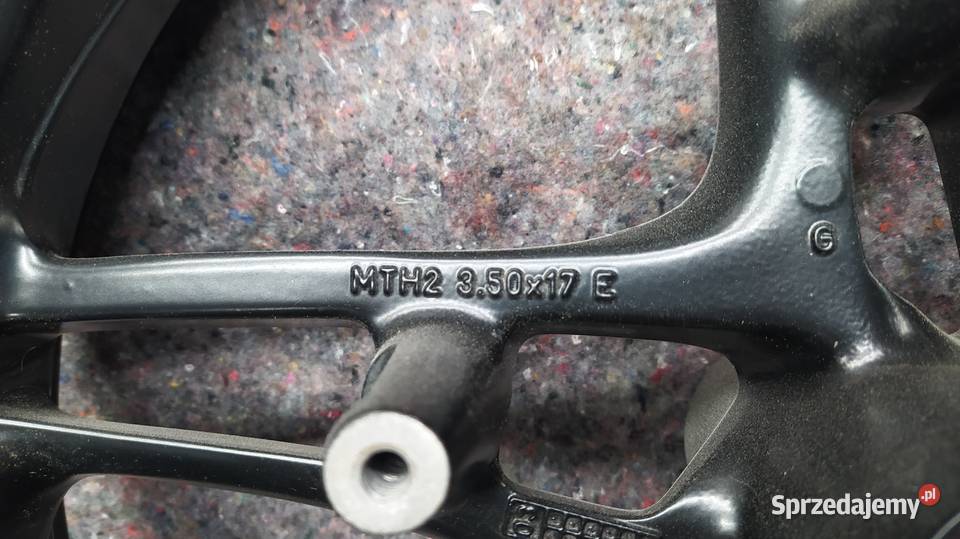 G
MTH2 3.50x17 E
Sprzedajemy.pl